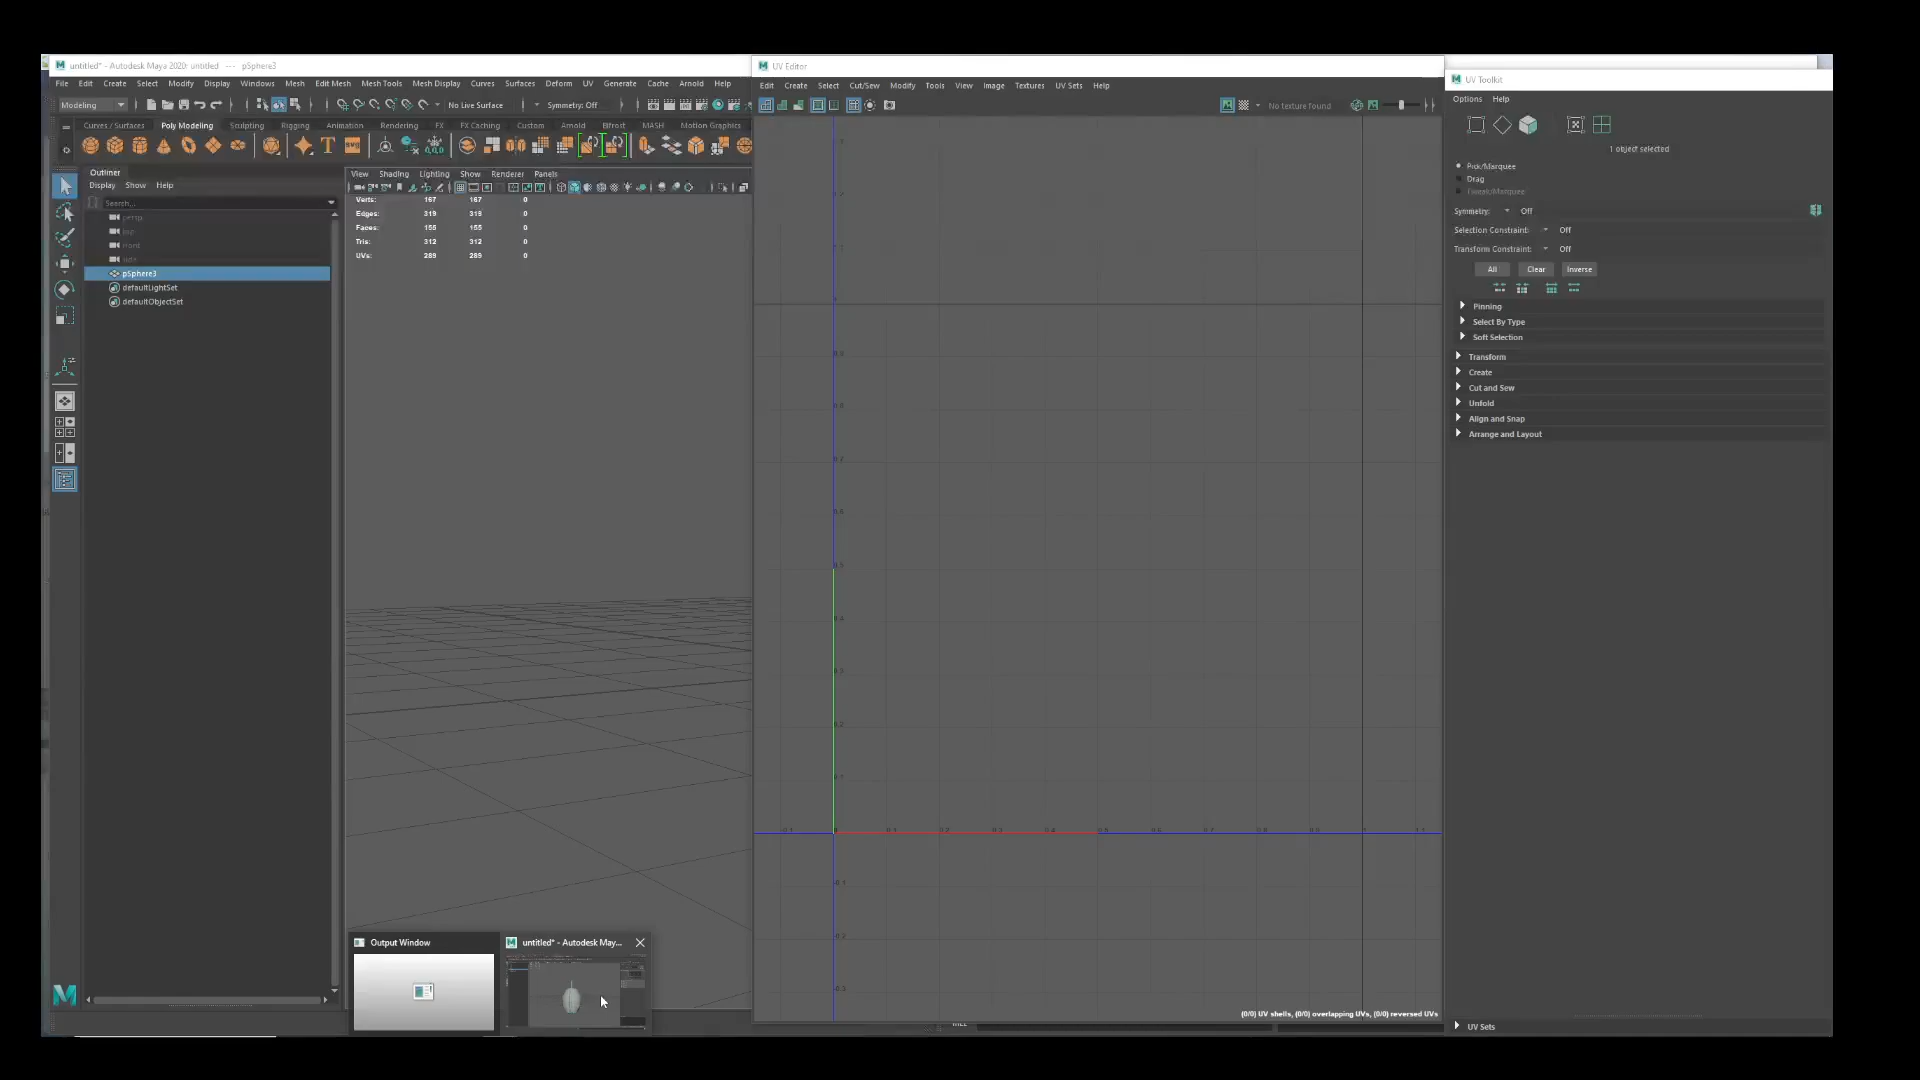 untitled* - Autodesk Maya 2020: untitled --- pSphere3
File Edit Create Select Modify Display Windows Mesh Edit Mesh Mesh Tools Mesh Display Curves Surfaces Deform UV Generate Cache Arnold Help
Modeling No Live Surface Symmetry: Off
Curves / Surfaces Poly Modeling Sculpting Rigging Animation Rendering FX FX Caching Custom Arnold Bifrost MASH Motion Graphics
SVG
Outliner
Display Show Help
Search...
persp
top
front
side
pSphere3
defaultLightSet
defaultObjectSet
View Shading Lighting Show Renderer Panels
Verts: 167 167 0
Edges: 319 319 0
Faces: 155 155 0
Tris: 312 312 0
UVs: 289 289 0
Output Window
untitled* - Autodesk May...
UV Editor
Edit Create Select Cut/Sew Modify Tools View Image Textures UV Sets Help
No texture found
(0/0) UV shells, (0/0) overlapping UVs, (0/0) reversed UVs
UV Toolkit
Options Help
1 object selected
Pick/Marquee
Drag
Tweak/Marquee
Symmetry: Off
Selection Constraint: Off
Transform Constraint: Off
All Clear Inverse
Pinning
Select By Type
Soft Selection
Transform
Create
Cut and Sew
Unfold
Align and Snap
Arrange and Layout
UV Sets